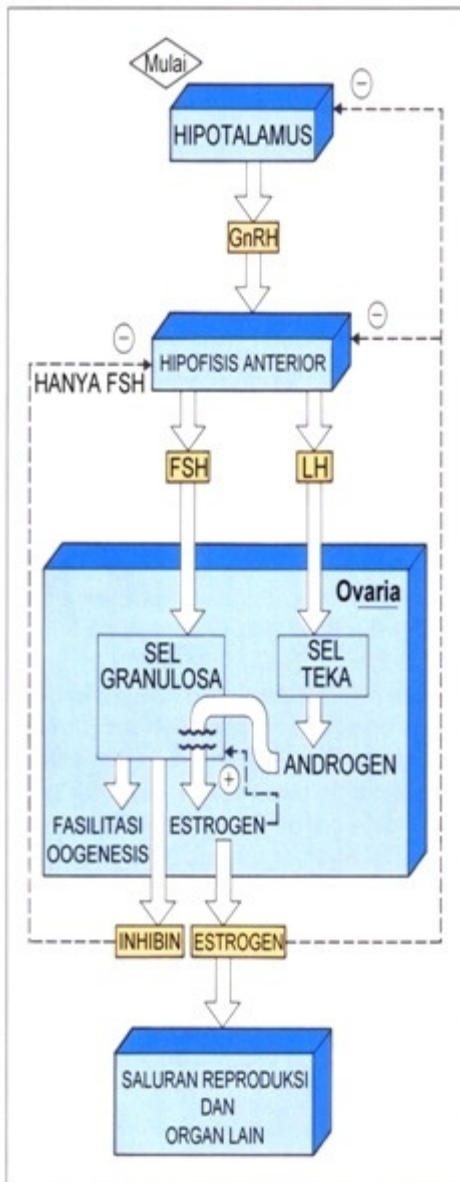 Mulai
−
HIPOTALAMUS
GnRH
−
−
HIPOFISIS ANTERIOR
HANYA FSH
FSH
LH
Ovaria
SEL
GRANULOSA
SEL
TEKA
ANDROGEN
+
FASILITASI
OOGENESIS
ESTROGEN
INHIBIN
ESTROGEN
SALURAN REPRODUKSI
DAN
ORGAN LAIN